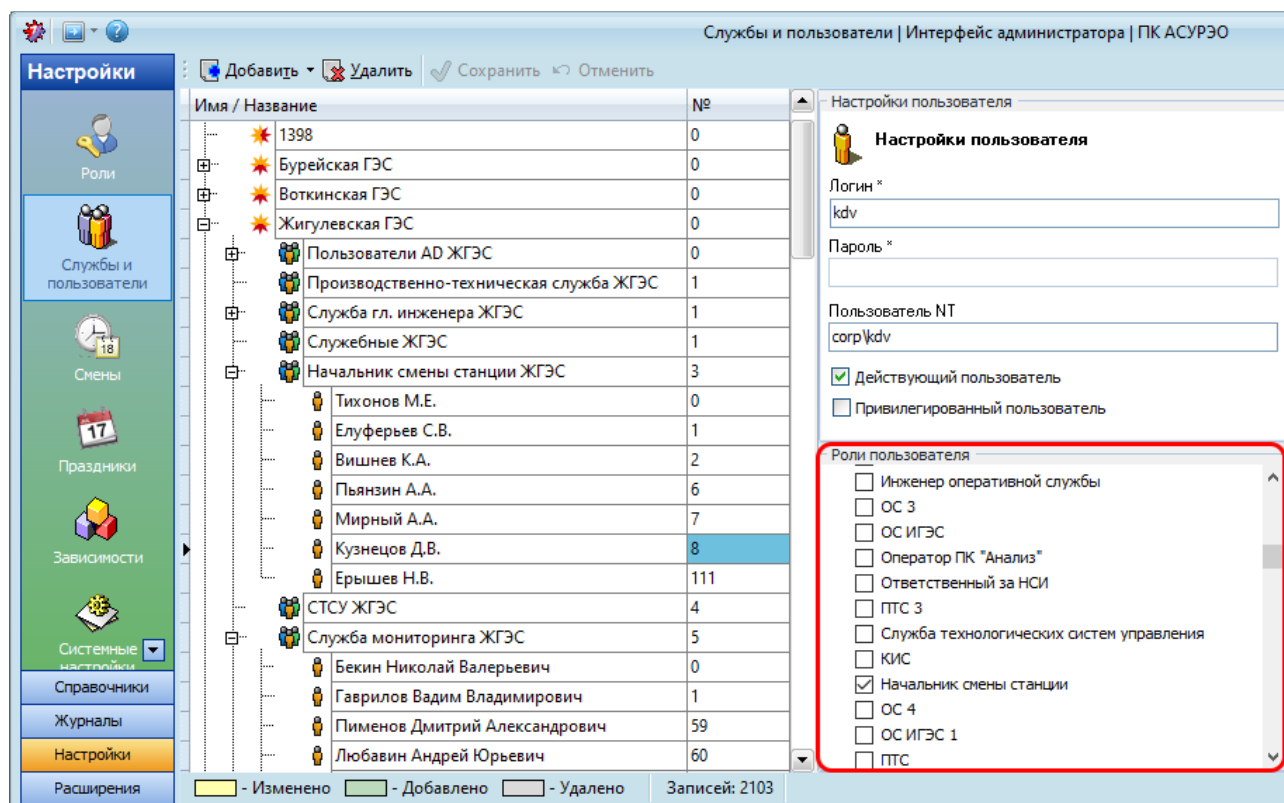 Службы и пользователи | Интерфейс администратора | ПК АСУРЭО
Настройки
Роли
Службы и
пользователи
18
Смены
17
Праздники
Зависимости
Системные
настройки
Справочники
Журналы
Настройки
Расширения
Добавить
Удалить
Сохранить
Отменить
Имя / Название №
1398 0
Бурейская ГЭС 0
Воткинская ГЭС 0
Жигулевская ГЭС 0
Пользователи AD ЖГЭС 0
Производственно-техническая служба ЖГЭС 1
Служба гл. инженера ЖГЭС 1
Служебные ЖГЭС 1
Начальник смены станции ЖГЭС 3
Тихонов М.Е. 0
Елуферьев С.В. 1
Вишнев К.А. 2
Пьянзин А.А. 6
Мирный А.А. 7
Кузнецов Д.В. 8
Ерышев Н.В. 111
СТСУ ЖГЭС 4
Служба мониторинга ЖГЭС 5
Бекин Николай Валерьевич 0
Гаврилов Вадим Владимирович 1
Пименов Дмитрий Александрович 59
Любавин Андрей Юрьевич 60
- Изменено - Добавлено - Удалено Записей: 2103
Настройки пользователя
Настройки пользователя
Логин *
kdv
Пароль *
Пользователь NT
corp\kdv
Действующий пользователь
Привилегированный пользователь
Роли пользователя
Инженер оперативной службы
ОС 3
ОС ИГЭС
Оператор ПК "Анализ"
Ответственный за НСИ
ПТС 3
Служба технологических систем управления
КИС
Начальник смены станции
ОС 4
ОС ИГЭС 1
ПТС